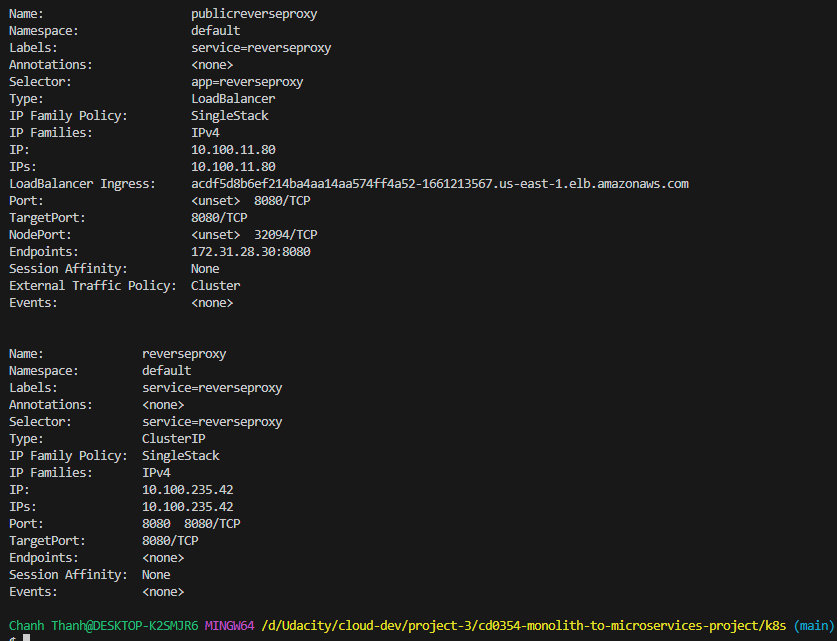 Name: publicreverseproxy
Namespace: default
Labels: service=reverseproxy
Annotations: <none>
Selector: app=reverseproxy
Type: LoadBalancer
IP Family Policy: SingleStack
IP Families: IPv4
IP: 10.100.11.80
IPs: 10.100.11.80
LoadBalancer Ingress: acdf5d8b6ef214ba4aa14aa574ff4a52-1661213567.us-east-1.elb.amazonaws.com
Port: <unset> 8080/TCP
TargetPort: 8080/TCP
NodePort: <unset> 32094/TCP
Endpoints: 172.31.28.30:8080
Session Affinity: None
External Traffic Policy: Cluster
Events: <none>
Name: reverseproxy
Namespace: default
Labels: service=reverseproxy
Annotations: <none>
Selector: service=reverseproxy
Type: ClusterIP
IP Family Policy: SingleStack
IP Families: IPv4
IP: 10.100.235.42
IPs: 10.100.235.42
Port: 8080 8080/TCP
TargetPort: 8080/TCP
Endpoints: <none>
Session Affinity: None
Events: <none>
Chanh Thanh@DESKTOP-K2SMJR6 MINGW64 /d/Udacity/cloud-dev/project-3/cd0354-monolith-to-microservices-project/k8s (main)
$